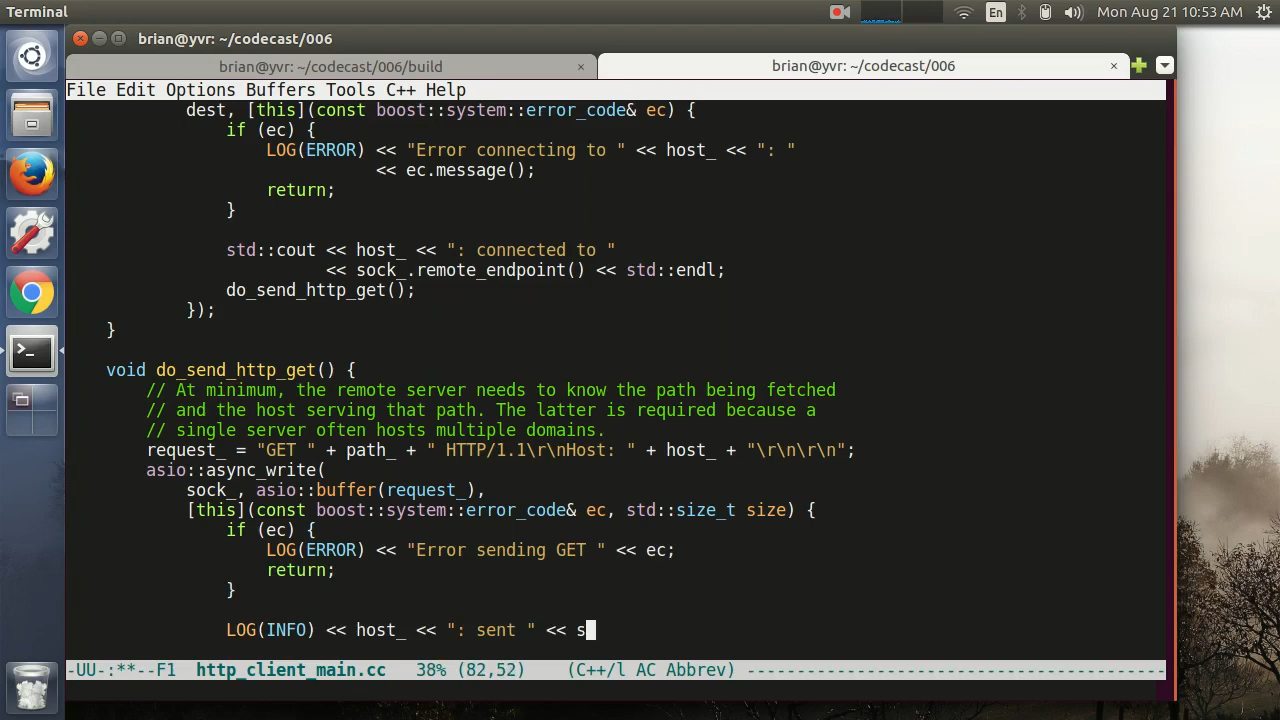 Terminal
En
Mon Aug 21 10:53 AM
brian@yvr: ~/codecast/006
brian@yvr: ~/codecast/006/build ×
brian@yvr: ~/codecast/006 ×
File Edit Options Buffers Tools C++ Help
            dest, [this](const boost::system::error_code& ec) {
                if (ec) {
                    LOG(ERROR) << "Error connecting to " << host_ << ": "
                               << ec.message();
                    return;
                }

                std::cout << host_ << ": connected to "
                          << sock_.remote_endpoint() << std::endl;
                do_send_http_get();
            });
    }

    void do_send_http_get() {
        // At minimum, the remote server needs to know the path being fetched
        // and the host serving that path. The latter is required because a
        // single server often hosts multiple domains.
        request_ = "GET " + path_ + " HTTP/1.1\r\nHost: " + host_ + "\r\n\r\n";
        asio::async_write(
            sock_, asio::buffer(request_),
            [this](const boost::system::error_code& ec, std::size_t size) {
                if (ec) {
                    LOG(ERROR) << "Error sending GET " << ec;
                    return;
                }

                LOG(INFO) << host_ << ": sent " << s
-UU-:**--F1  http_client_main.cc   38% (82,52)    (C++/l AC Abbrev) ------------------------------------------